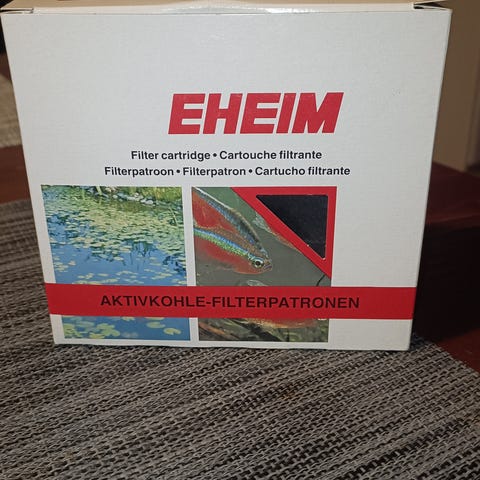 EHEIM
Filter cartridge • Cartouche filtrante
Filterpatroon • Filterpatron • Cartucho filtrante
AKTIVKOHLE-FILTERPATRONEN